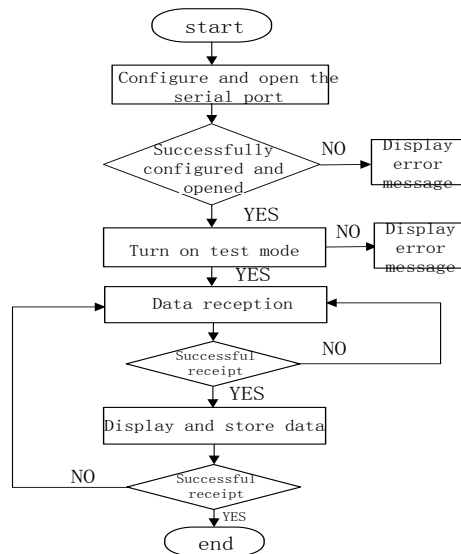 start
Configure and open the
serial port
Successfully
configured and
opened
NO
Display
error
message
YES
Turn on test mode
NO
Display
error
message
YES
Data reception
Successful
receipt
NO
YES
Display and store data
Successful
receipt
NO
YES
end